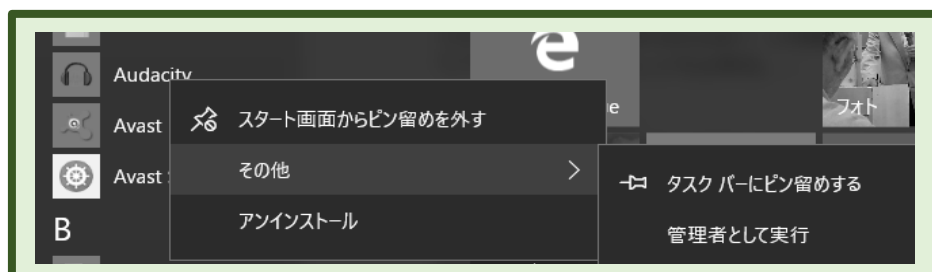 Audacity
Avast
Avast
B
スタート画面からピン留めを外す
その他
アンインストール
タスク バーにピン留めする
管理者として実行
e
フォト